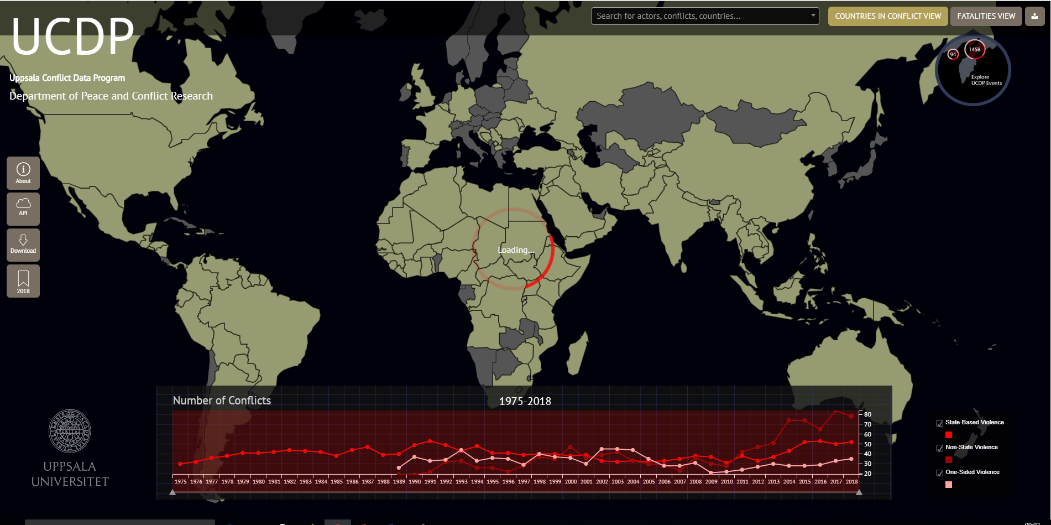 UCDP
Uppsala Conflict Data Program
Department of Peace and Conflict Research
Search for actors, conflicts, countries...
COUNTRIES IN CONFLICT VIEW
FATALITIES VIEW
1458
Explore
UCDP Events
About
API
Download
2018
Loading...
Number of Conflicts
1975-2018
80
70
60
50
40
30
20
1975 1976 1977 1978 1979 1980 1981 1982 1983 1984 1985 1986 1987 1988 1989 1990 1991 1992 1993 1994 1995 1996 1997 1998 1999 2000 2001 2002 2003 2004 2005 2006 2007 2008 2009 2010 2011 2012 2013 2014 2015 2016 2017 2018
State-Based Violence
Non-State Violence
One-Sided Violence
UPPSALA
UNIVERSITET